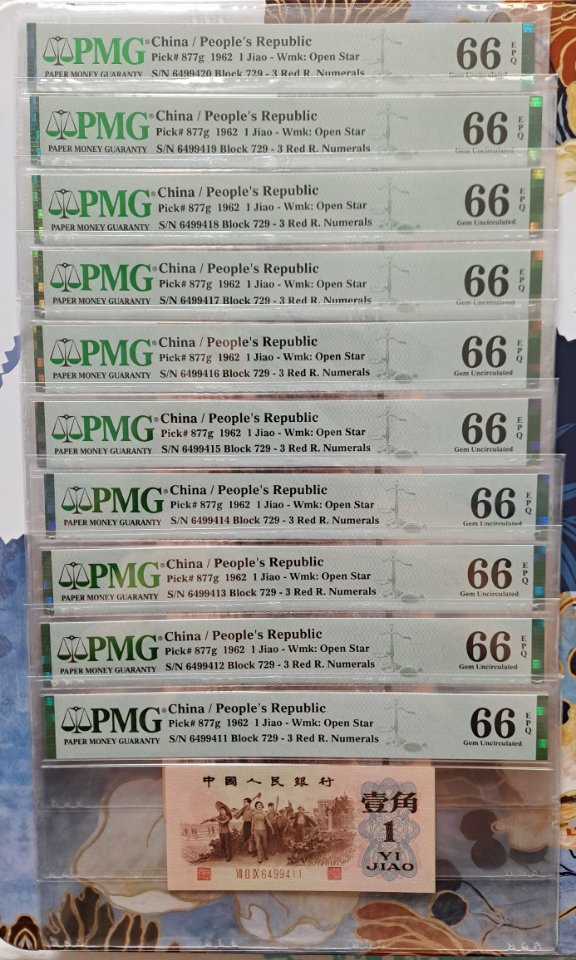 PMG® China / People's Republic 66 EPQ
Pick# 877g 1962 1 Jiao - Wmk: Open Star
PAPER MONEY GUARANTY S/N 6499420 Block 729 - 3 Red R. Numerals
PMG® China / People's Republic 66 EPQ
Pick# 877g 1962 1 Jiao - Wmk: Open Star
PAPER MONEY GUARANTY S/N 6499419 Block 729 - 3 Red R. Numerals Gem Uncirculated
PMG® China / People's Republic 66 EPQ
Pick# 877g 1962 1 Jiao - Wmk: Open Star
PAPER MONEY GUARANTY S/N 6499418 Block 729 - 3 Red R. Numerals Gem Uncirculated
PMG® China / People's Republic 66 EPQ
Pick# 877g 1962 1 Jiao - Wmk: Open Star
PAPER MONEY GUARANTY S/N 6499417 Block 729 - 3 Red R. Numerals Gem Uncirculated
PMG® China / People's Republic 66 EPQ
Pick# 877g 1962 1 Jiao - Wmk: Open Star
PAPER MONEY GUARANTY S/N 6499416 Block 729 - 3 Red R. Numerals Gem Uncirculated
PMG® China / People's Republic 66 EPQ
Pick# 877g 1962 1 Jiao - Wmk: Open Star
PAPER MONEY GUARANTY S/N 6499415 Block 729 - 3 Red R. Numerals Gem Uncirculated
PMG® China / People's Republic 66 EPQ
Pick# 877g 1962 1 Jiao - Wmk: Open Star
PAPER MONEY GUARANTY S/N 6499414 Block 729 - 3 Red R. Numerals Gem Uncirculated
PMG® China / People's Republic 66 EPQ
Pick# 877g 1962 1 Jiao - Wmk: Open Star
PAPER MONEY GUARANTY S/N 6499413 Block 729 - 3 Red R. Numerals Gem Uncirculated
PMG® China / People's Republic 66 EPQ
Pick# 877g 1962 1 Jiao - Wmk: Open Star
PAPER MONEY GUARANTY S/N 6499412 Block 729 - 3 Red R. Numerals Gem Uncirculated
PMG® China / People's Republic 66 EPQ
Pick# 877g 1962 1 Jiao - Wmk: Open Star
PAPER MONEY GUARANTY S/N 6499411 Block 729 - 3 Red R. Numerals Gem Uncirculated
中國人民銀行
壹角
1
YI
JIAO
VII II IX 6499411